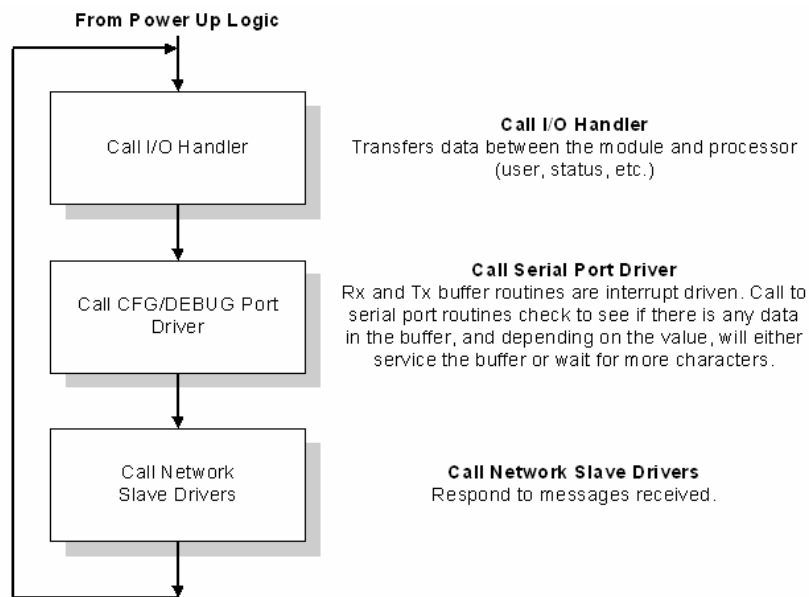 From Power Up Logic
Call I/O Handler
Call I/O Handler
Transfers data between the module and processor
(user, status, etc.)
Call CFG/DEBUG Port
Driver
Call Serial Port Driver
Rx and Tx buffer routines are interrupt driven. Call to
serial port routines check to see if there is any data
in the buffer, and depending on the value, will either
service the buffer or wait for more characters.
Call Network
Slave Drivers
Call Network Slave Drivers
Respond to messages received.